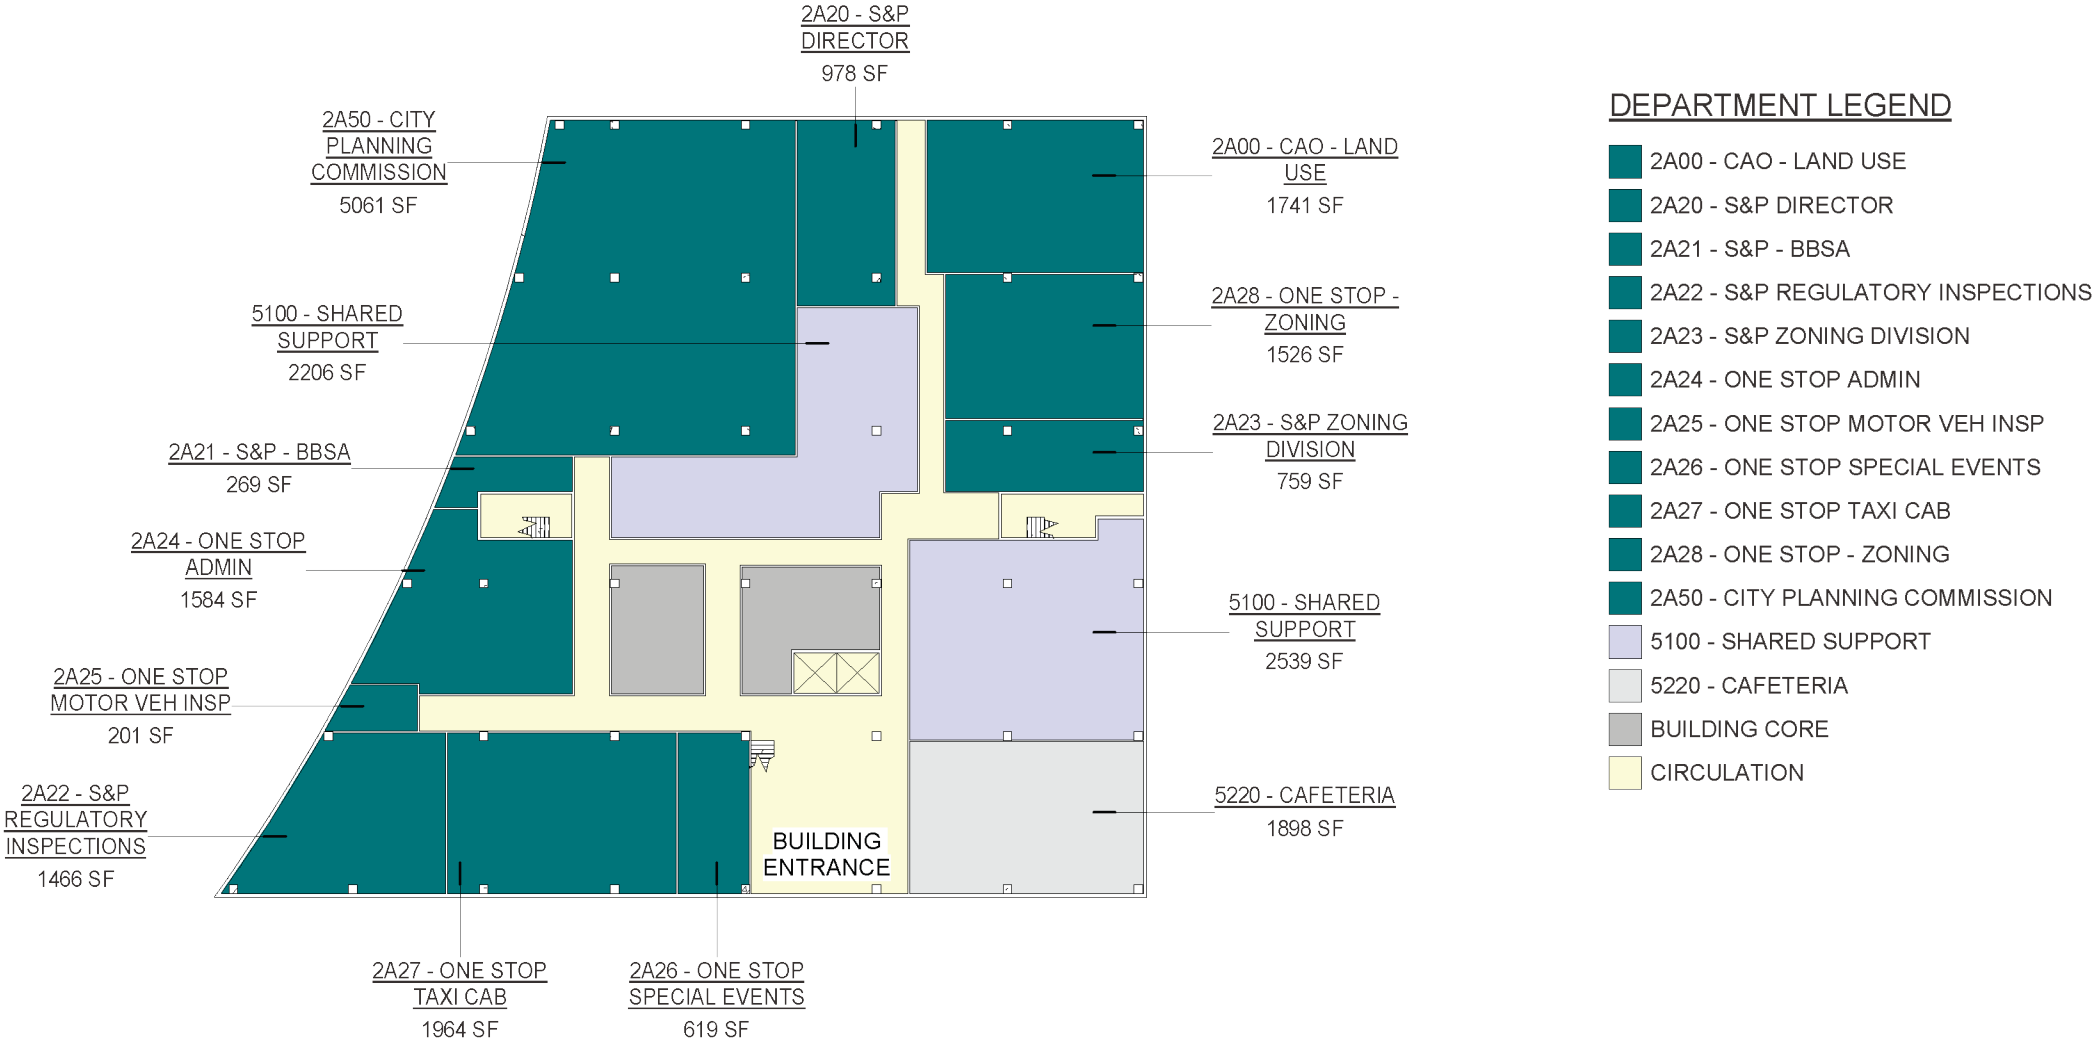 2A20 - S&P
DIRECTOR
978 SF
2A50 - CITY
PLANNING
COMMISSION
5061 SF
5100 - SHARED
SUPPORT
2206 SF
2A21 - S&P - BBSA
269 SF
2A24 - ONE STOP
ADMIN
1584 SF
2A25 - ONE STOP
MOTOR VEH INSP
201 SF
2A22 - S&P
REGULATORY
INSPECTIONS
1466 SF
2A27 - ONE STOP
TAXI CAB
1964 SF
2A26 - ONE STOP
SPECIAL EVENTS
619 SF
BUILDING
ENTRANCE
2A00 - CAO - LAND
USE
1741 SF
2A28 - ONE STOP -
ZONING
1526 SF
2A23 - S&P ZONING
DIVISION
759 SF
5100 - SHARED
SUPPORT
2539 SF
5220 - CAFETERIA
1898 SF
DEPARTMENT LEGEND
2A00 - CAO - LAND USE
2A20 - S&P DIRECTOR
2A21 - S&P - BBSA
2A22 - S&P REGULATORY INSPECTIONS
2A23 - S&P ZONING DIVISION
2A24 - ONE STOP ADMIN
2A25 - ONE STOP MOTOR VEH INSP
2A26 - ONE STOP SPECIAL EVENTS
2A27 - ONE STOP TAXI CAB
2A28 - ONE STOP - ZONING
2A50 - CITY PLANNING COMMISSION
5100 - SHARED SUPPORT
5220 - CAFETERIA
BUILDING CORE
CIRCULATION